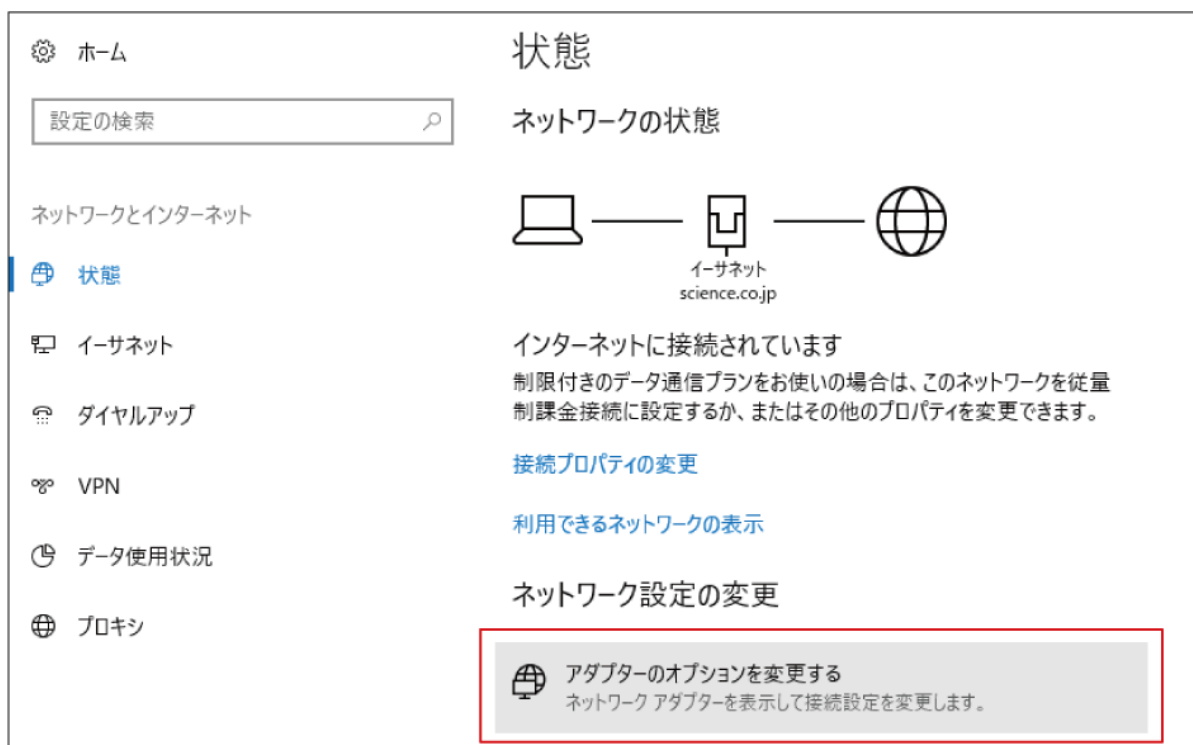 ホーム
設定の検索
ネットワークとインターネット
状態
イーサネット
ダイヤルアップ
VPN
データ使用状況
プロキシ
状態
ネットワークの状態
イーサネット
science.co.jp
インターネットに接続されています
制限付きのデータ通信プランをお使いの場合は、このネットワークを従量
制課金接続に設定するか、またはその他のプロパティを変更できます。
接続プロパティの変更
利用できるネットワークの表示
ネットワーク設定の変更
アダプターのオプションを変更する
ネットワーク アダプターを表示して接続設定を変更します。